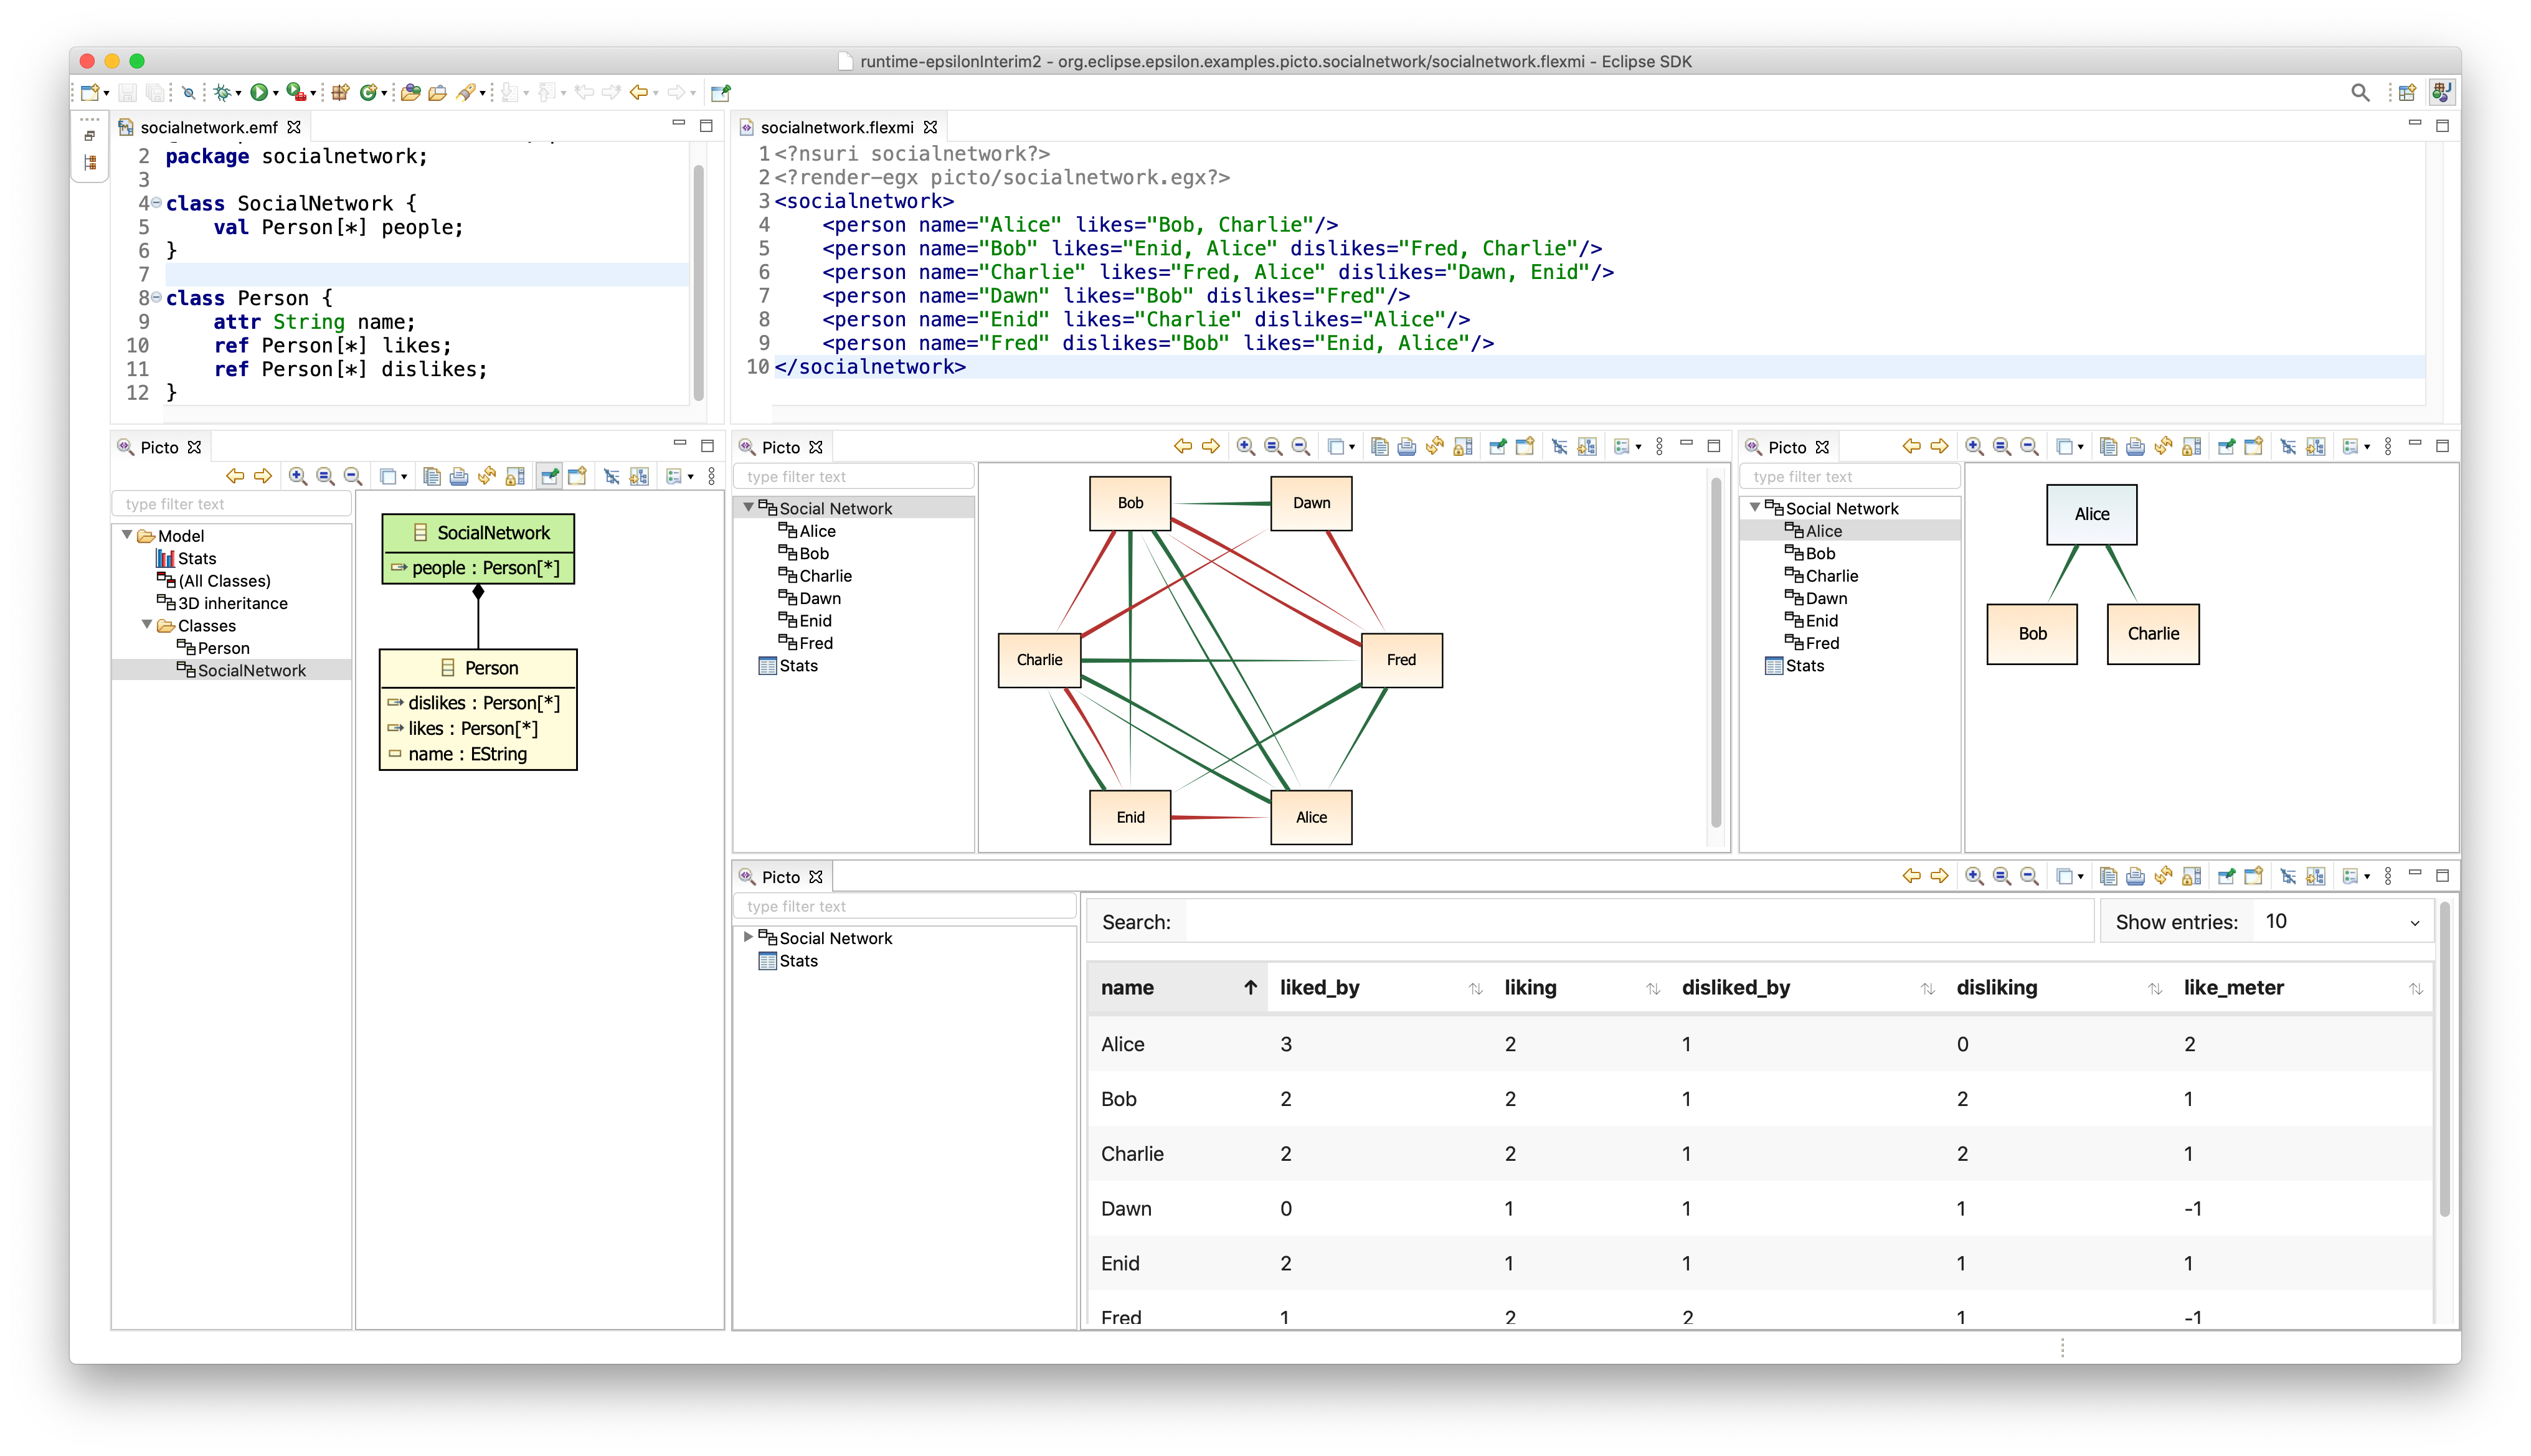 runtime-epsilonInterim2 - org.eclipse.epsilon.examples.picto.socialnetwork/socialnetwork.flexmi - Eclipse SDK
socialnetwork.emf
2 package socialnetwork;
3
4 class SocialNetwork {
5 val Person[*] people;
6 }
7
8 class Person {
9 attr String name;
10 ref Person[*] likes;
11 ref Person[*] dislikes;
12 }
socialnetwork.flexmi
1 <?nsuri socialnetwork?>
2 <?render-egx picto/socialnetwork.egx?>
3 <socialnetwork>
4 <person name="Alice" likes="Bob, Charlie"/>
5 <person name="Bob" likes="Enid, Alice" dislikes="Fred, Charlie"/>
6 <person name="Charlie" likes="Fred, Alice" dislikes="Dawn, Enid"/>
7 <person name="Dawn" likes="Bob" dislikes="Fred"/>
8 <person name="Enid" likes="Charlie" dislikes="Alice"/>
9 <person name="Fred" dislikes="Bob" likes="Enid, Alice"/>
10 </socialnetwork>
Picto
type filter text
Model
Stats
(All Classes)
3D inheritance
Classes
Person
SocialNetwork
SocialNetwork
people : Person[*]
Person
dislikes : Person[*]
likes : Person[*]
name : EString
Picto
type filter text
Social Network
Alice
Bob
Charlie
Dawn
Enid
Fred
Stats
Bob Dawn
Charlie Fred
Enid Alice
Picto
type filter text
Social Network
Alice
Bob
Charlie
Dawn
Enid
Fred
Stats
Alice
Bob Charlie
Picto
type filter text
Social Network
Stats
Search: Show entries: 10
name liked_by liking disliked_by disliking like_meter
Alice 3 2 1 0 2
Bob 2 2 1 2 1
Charlie 2 2 1 2 1
Dawn 0 1 1 1 -1
Enid 2 1 1 1 1
Fred 1 2 2 1 -1